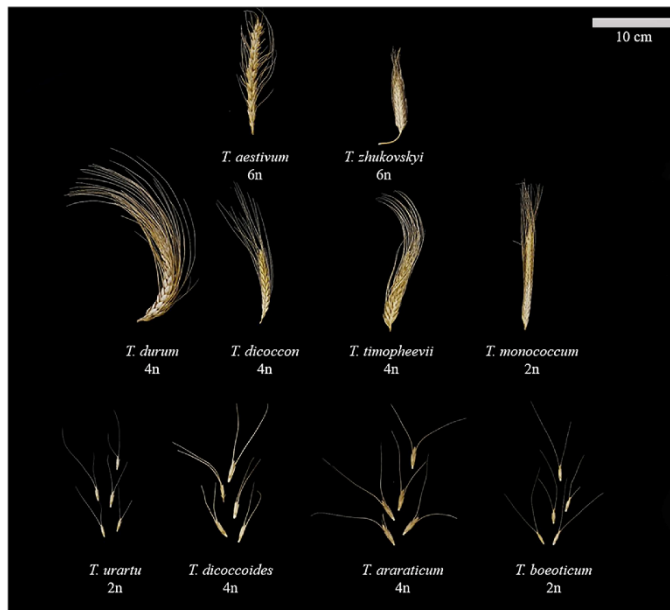 10 cm
T. aestivum
6n
T. zhukovskyi
6n
T. durum
4n
T. dicoccon
4n
T. timopheevii
4n
T. monococcum
2n
T. urartu
2n
T. dicoccoides
4n
T. araraticum
4n
T. boeoticum
2n